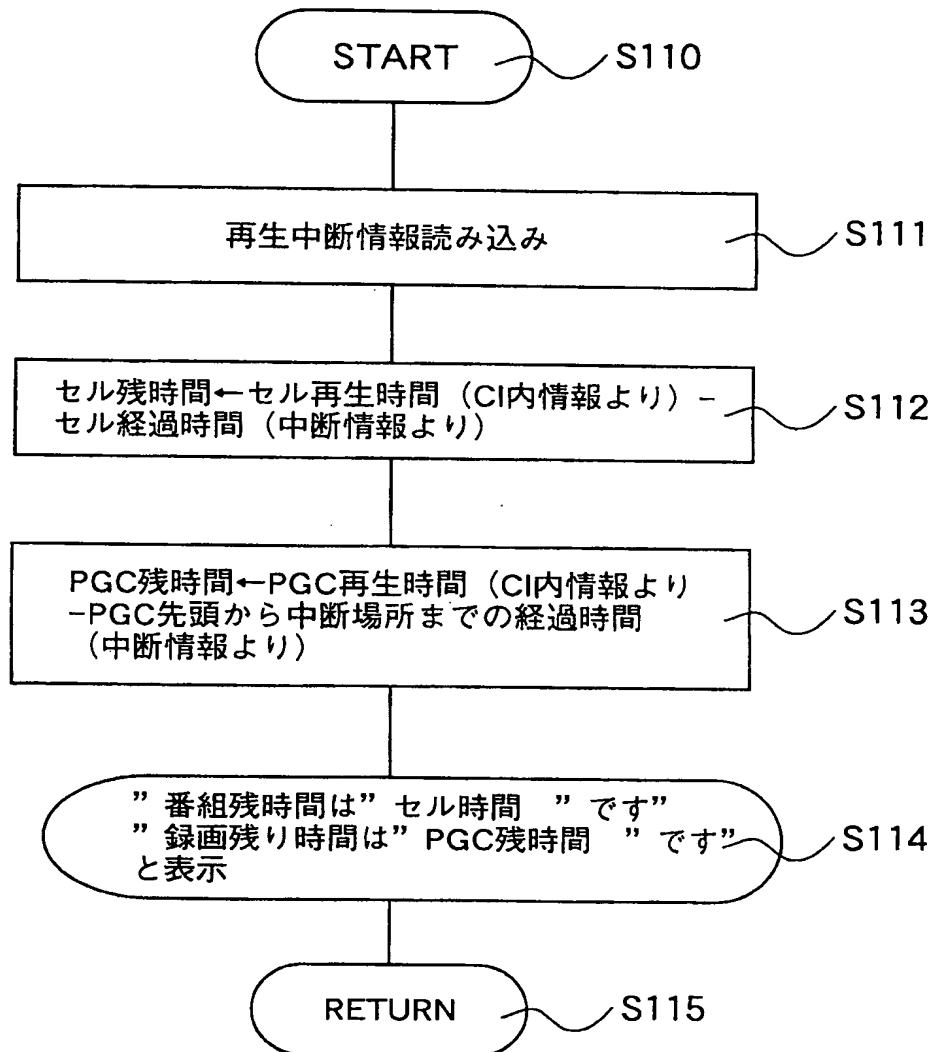 START
S110
再生中断情報読み込み
S111
セル残時間←セル再生時間（CI内情報より）-
セル経過時間（中断情報より）
S112
PGC残時間←PGC再生時間（CI内情報より
-PGC先頭から中断場所までの経過時間
（中断情報より）
S113
” 番組残時間は” セル時間　” です”
” 録画残り時間は” PGC残時間　” です”
と表示
S114
RETURN
S115